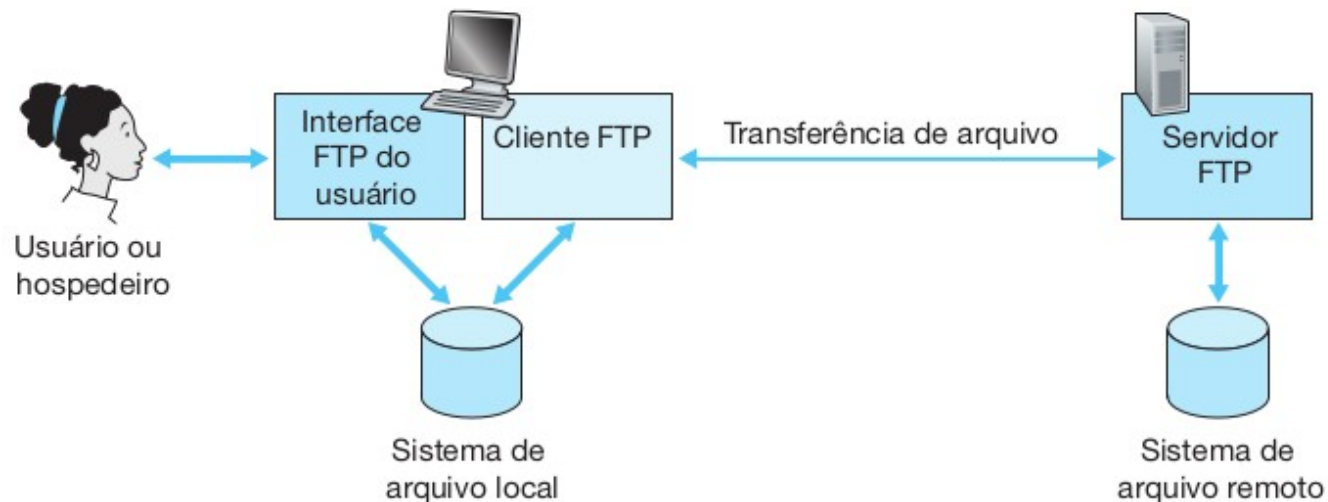 Interface
FTP do
usuário
Cliente FTP
Transferência de arquivo
Servidor
FTP
Usuário ou
hospedeiro
Sistema de
arquivo local
Sistema de
arquivo remoto